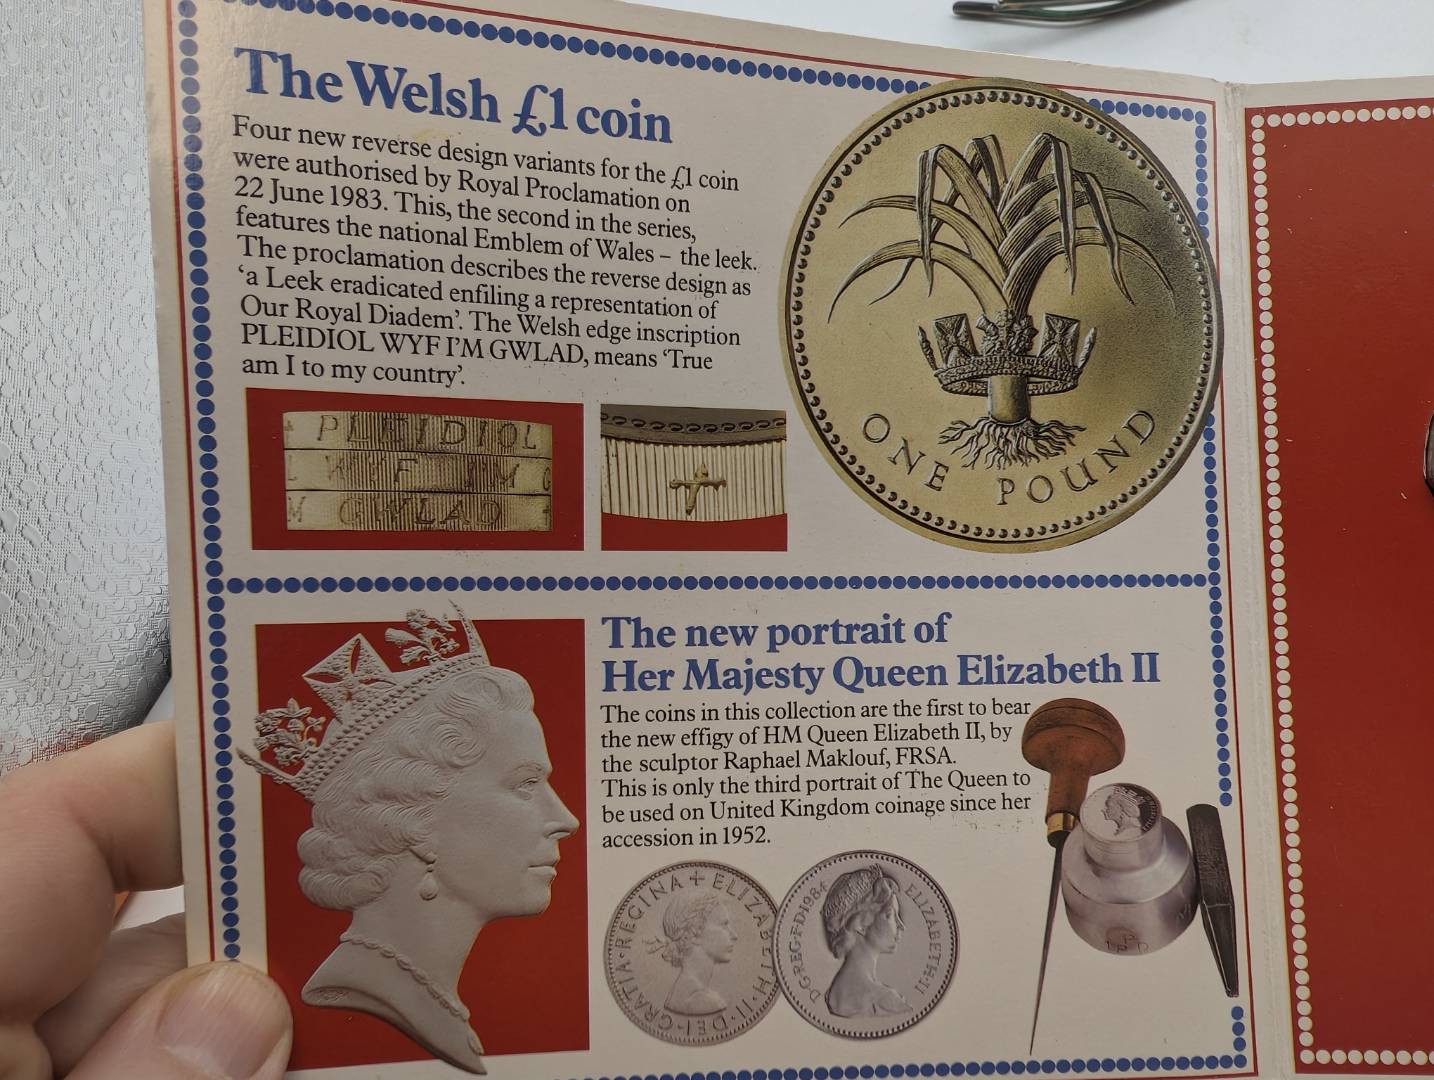 The Welsh £1 coin
Four new reverse design variants for the £1 coin
were authorised by Royal Proclamation on
22 June 1983. This, the second in the series,
features the national Emblem of Wales – the leek.
The proclamation describes the reverse design as
‘a Leek eradicated enfiling a representation of
Our Royal Diadem’. The Welsh edge inscription
PLEIDIOL WYF I’M GWLAD, means ‘True
am I to my country’.
PLEIDIOL
L WYF I'M G
M GWLAD
ONE POUND
The new portrait of
Her Majesty Queen Elizabeth II
The coins in this collection are the first to bear
the new effigy of HM Queen Elizabeth II, by
the sculptor Raphael Maklouf, FRSA.
This is only the third portrait of The Queen to
be used on United Kingdom coinage since her
accession in 1952.
ELIZABETH·II·DEI·GRATIA·REGINA+
D·G·REG·F·D·1984 ELIZABETH·II